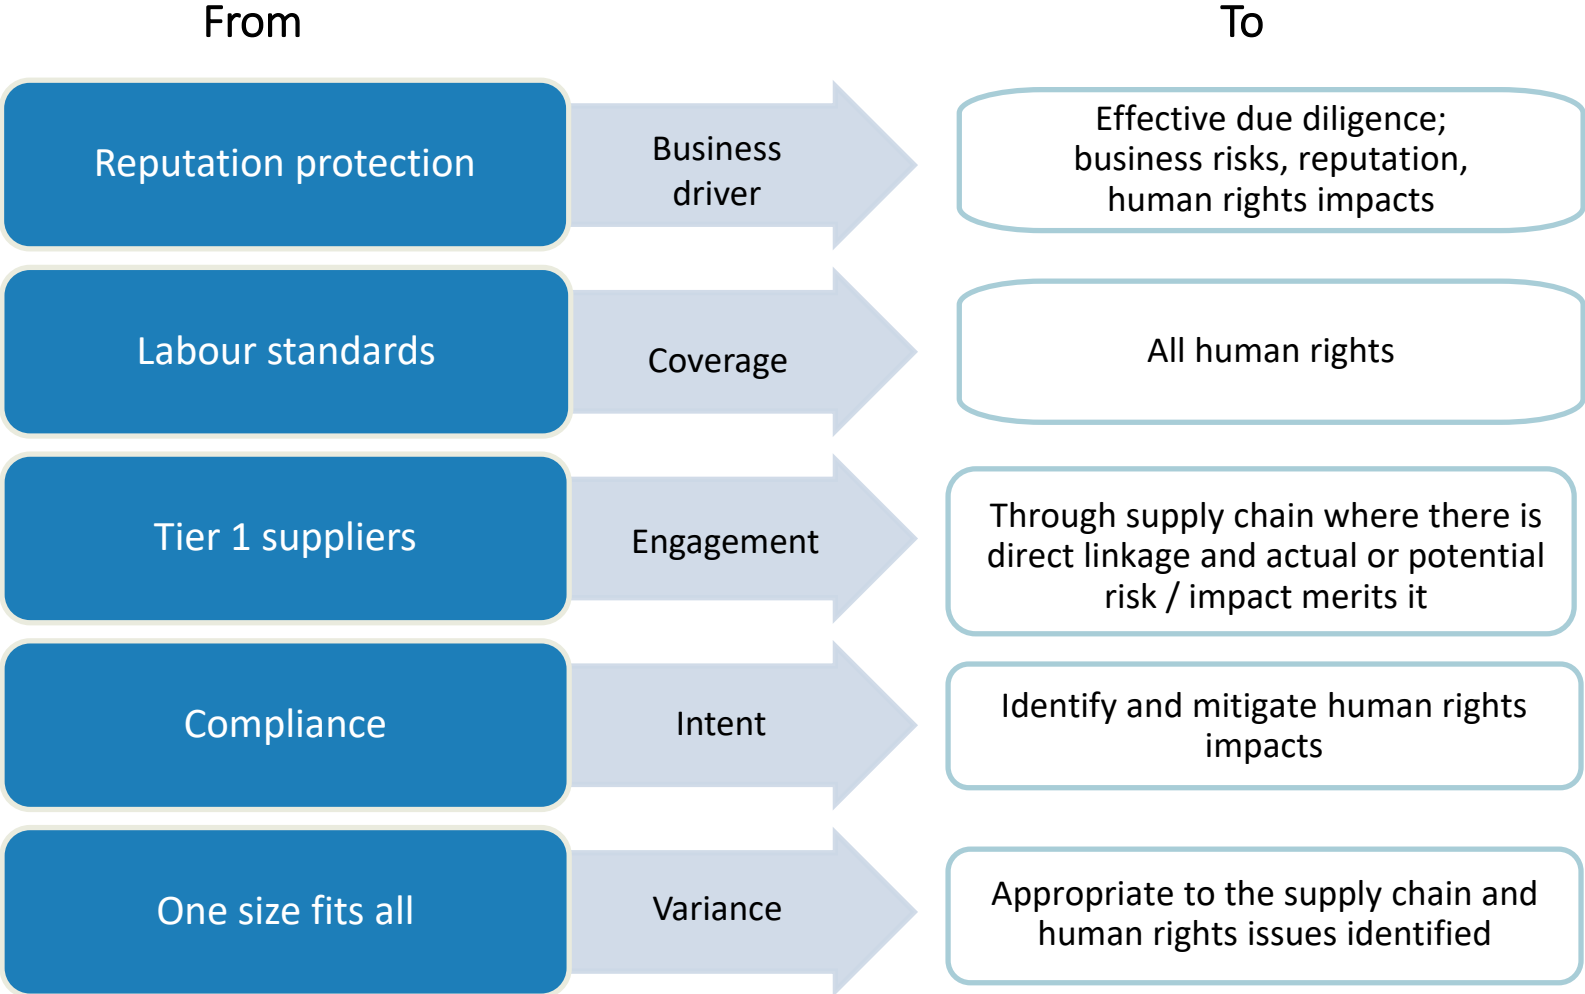 From
To
Reputation protection
Business
driver
Effective due diligence;
business risks, reputation,
human rights impacts
Labour standards
Coverage
All human rights
Tier 1 suppliers
Engagement
Through supply chain where there is
direct linkage and actual or potential
risk / impact merits it
Compliance
Intent
Identify and mitigate human rights
impacts
One size fits all
Variance
Appropriate to the supply chain and
human rights issues identified